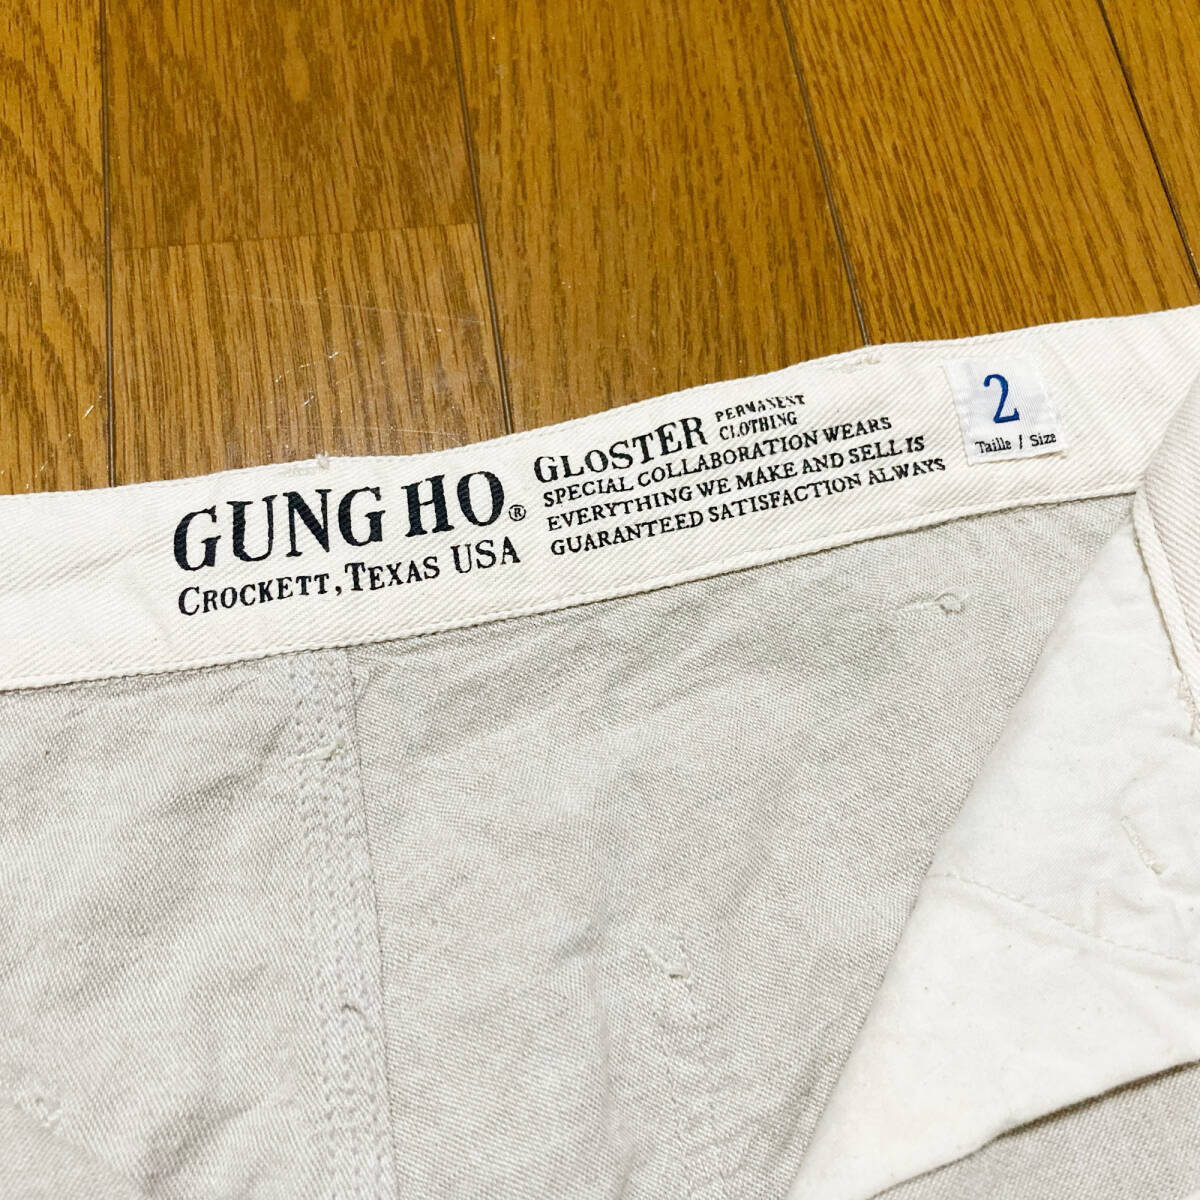 GUNG HO®
CROCKETT, TEXAS USA
GLOSTER PERMANENT CLOTHING
SPECIAL COLLABORATION WEARS
EVERYTHING WE MAKE AND SELL IS
GUARANTEED SATISFACTION ALWAYS
2
Taille / Size